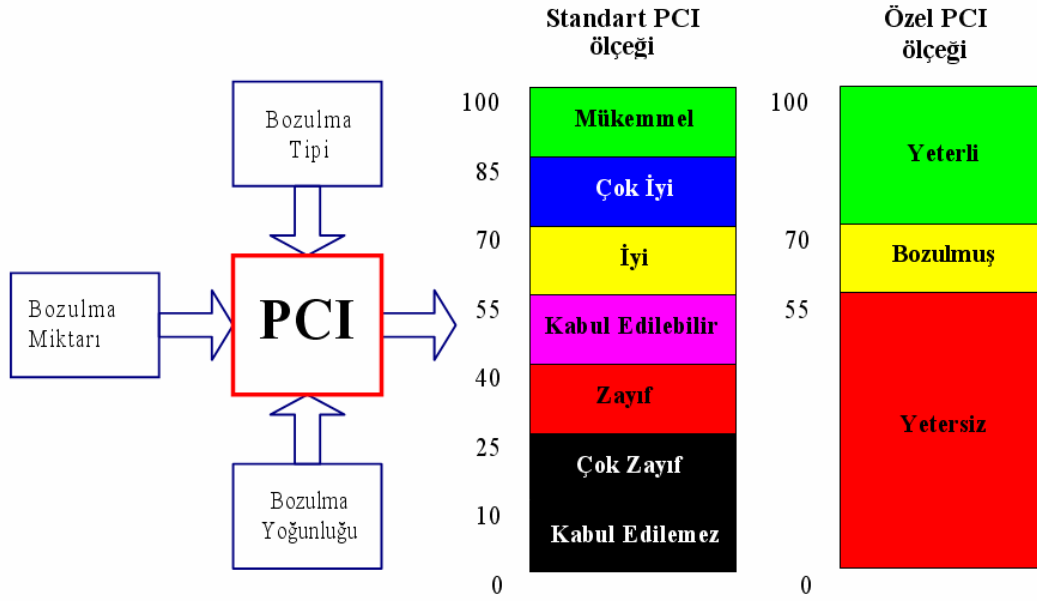 Bozulma
Tipi
Bozulma
Miktarı
PCI
Bozulma
Yoğunluğu
Standart PCI
ölçeği
100
Mükemmel
85
Çok İyi
70
İyi
55
Kabul Edilebilir
40
Zayıf
25
Çok Zayıf
10
Kabul Edilemez
0
Özel PCI
ölçeği
100
Yeterli
70
Bozulmuş
55
Yetersiz
0